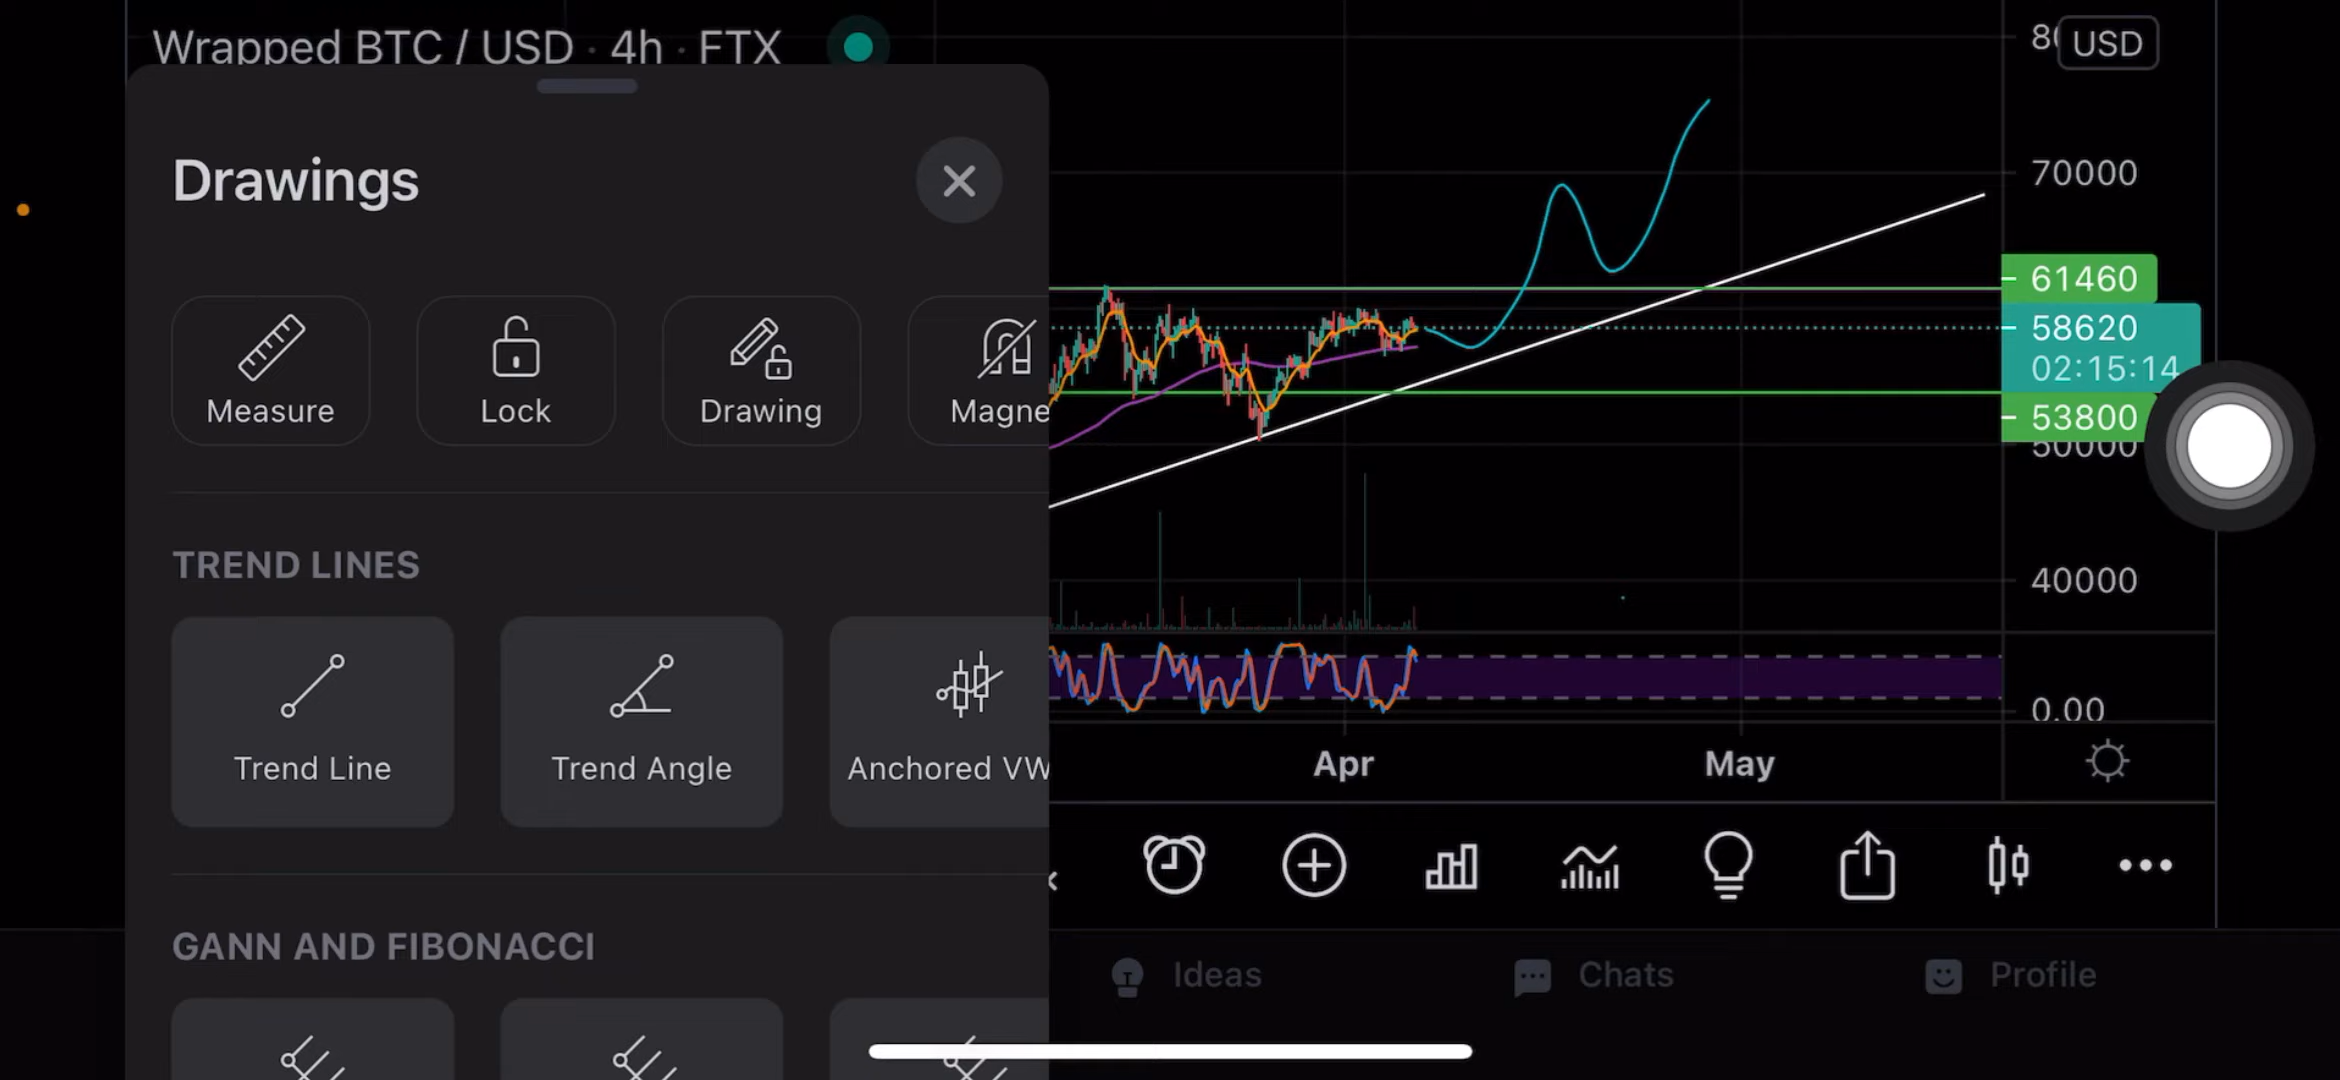 Wrapped BTC / USD · 4h · FTX
USD
Drawings
70000
61460
58620
02:15:14
53800
50000
Measure
Lock
Drawing
Magne
TREND LINES
40000
Trend Line
Trend Angle
Anchored VW
0.00
Apr
May
GANN AND FIBONACCI
Ideas
Chats
Profile